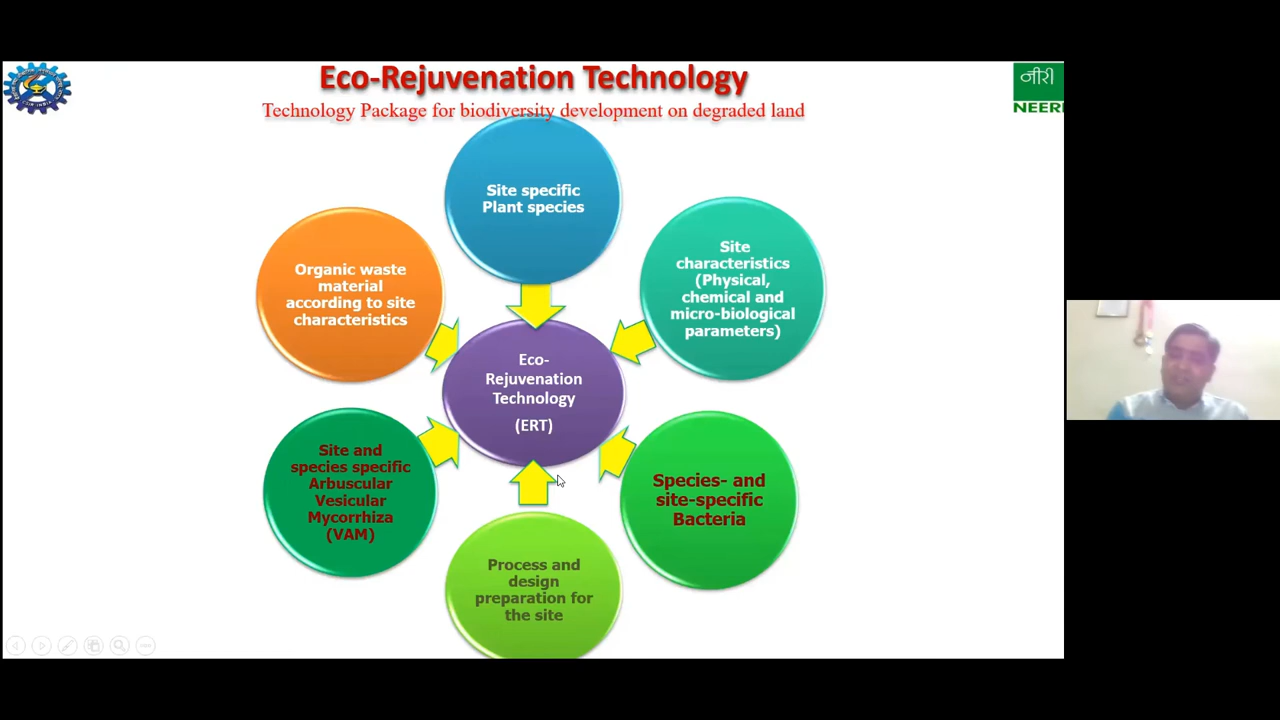 Eco-Rejuvenation Technology
Technology Package for biodiversity development on degraded land
नीरी
NEERI
Site specific
Plant species
Organic waste
material
according to site
characteristics
Site
characteristics
(Physical,
chemical and
micro-biological
parameters)
Eco-
Rejuvenation
Technology
(ERT)
Site and
species specific
Arbuscular
Vesicular
Mycorrhiza
(VAM)
Species- and
site-specific
Bacteria
Process and
design
preparation for
the site